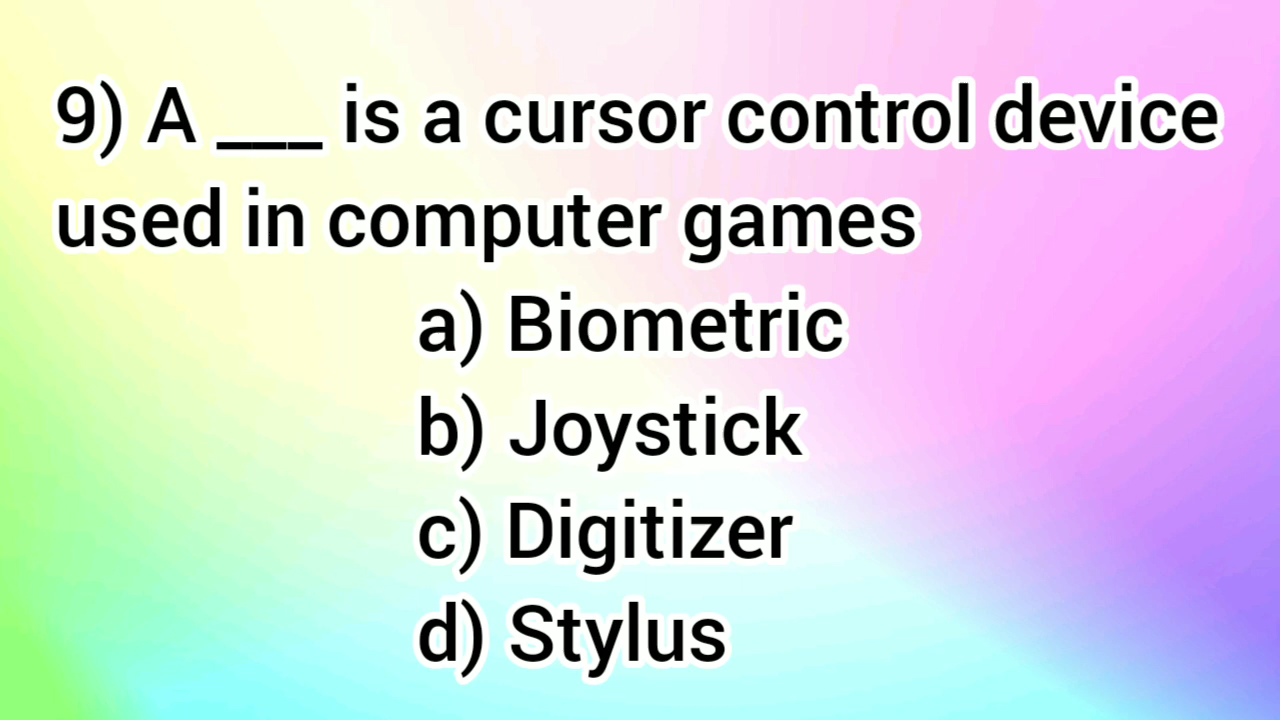 9) A ___ is a cursor control device
used in computer games
a) Biometric
b) Joystick
c) Digitizer
d) Stylus